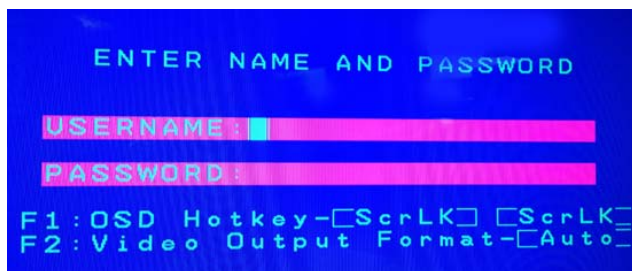 ENTER NAME AND PASSWORD
USERNAME:
PASSWORD:
F1:OSD Hotkey-[ScrLK] [ScrLK]
F2:Video Output Format-[Auto]